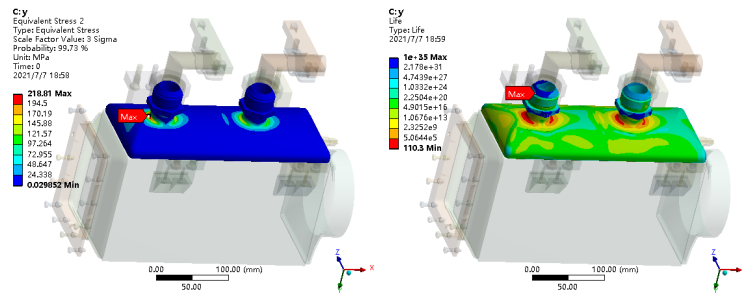 C: y
Equivalent Stress 2
Type: Equivalent Stress
Scale Factor Value: 3 Sigma
Probability: 99.73 %
Unit: MPa
Time: 0
2021/7/7 18:58
218.81 Max
194.5
170.19
145.88
121.57
97.264
72.955
48.647
24.338
0.029852 Min
Max
0.00
100.00 (mm)
50.00
Z
X
Y
C: y
Life
Type: Life
2021/7/7 18:59
1e+35 Max
2.178e+31
4.7439e+27
1.0332e+24
2.2504e+20
4.9015e+16
1.0676e+13
2.3252e9
5.0644e5
110.3 Min
Max
0.00
100.00 (mm)
50.00
Z
Y